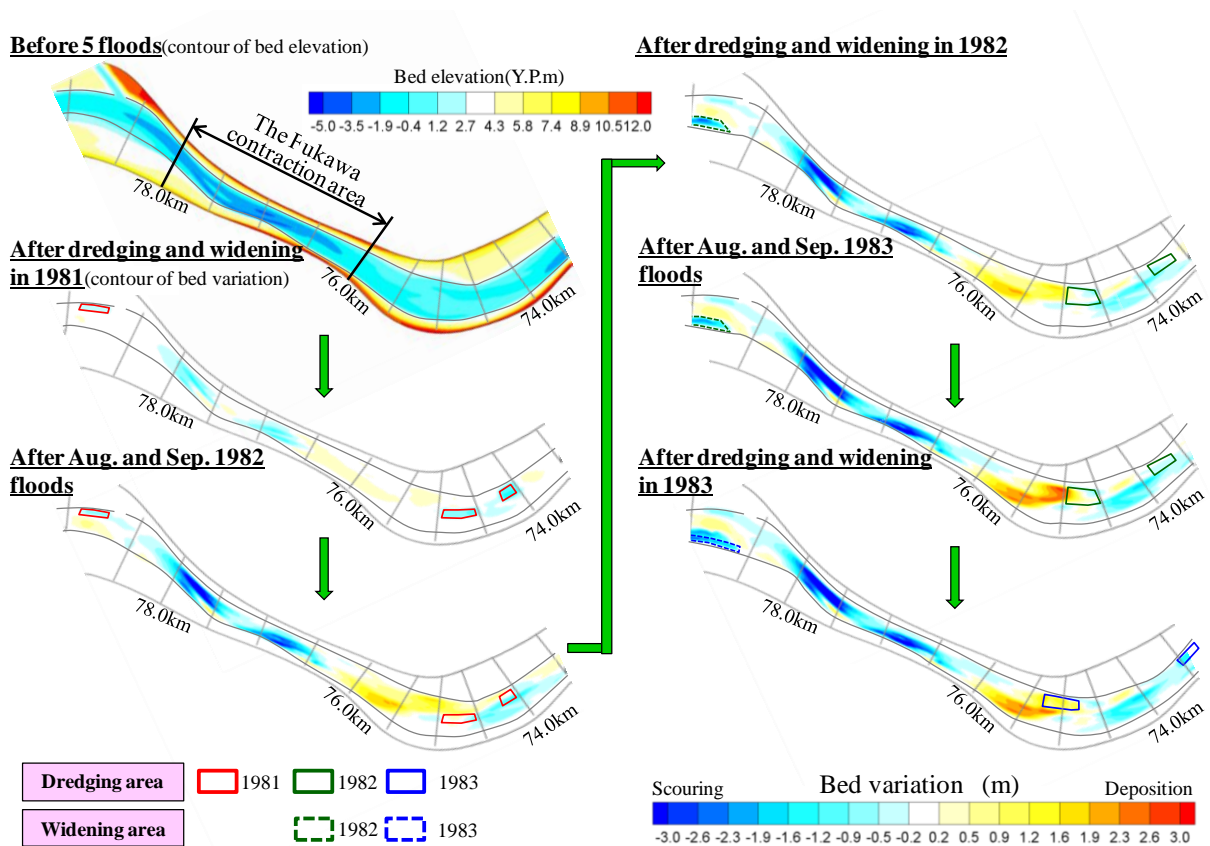 Before 5 floods(contour of bed elevation)
Bed elevation(Y.P.m)
-5.0 -3.5 -1.9 -0.4 1.2 2.7 4.3 5.8 7.4 8.9 10.5 12.0
The Fukawa
contraction area
78.0km
76.0km
74.0km
After dredging and widening
in 1981(contour of bed variation)
78.0km
76.0km
74.0km
After Aug. and Sep. 1982
floods
78.0km
76.0km
74.0km
After dredging and widening in 1982
78.0km
76.0km
74.0km
After Aug. and Sep. 1983
floods
78.0km
76.0km
74.0km
After dredging and widening
in 1983
78.0km
76.0km
74.0km
Dredging area
1981
1982
1983
Widening area
1982
1983
Scouring
Bed variation (m)
Deposition
-3.0 -2.6 -2.3 -1.9 -1.6 -1.2 -0.9 -0.5 -0.2 0.2 0.5 0.9 1.2 1.6 1.9 2.3 2.6 3.0